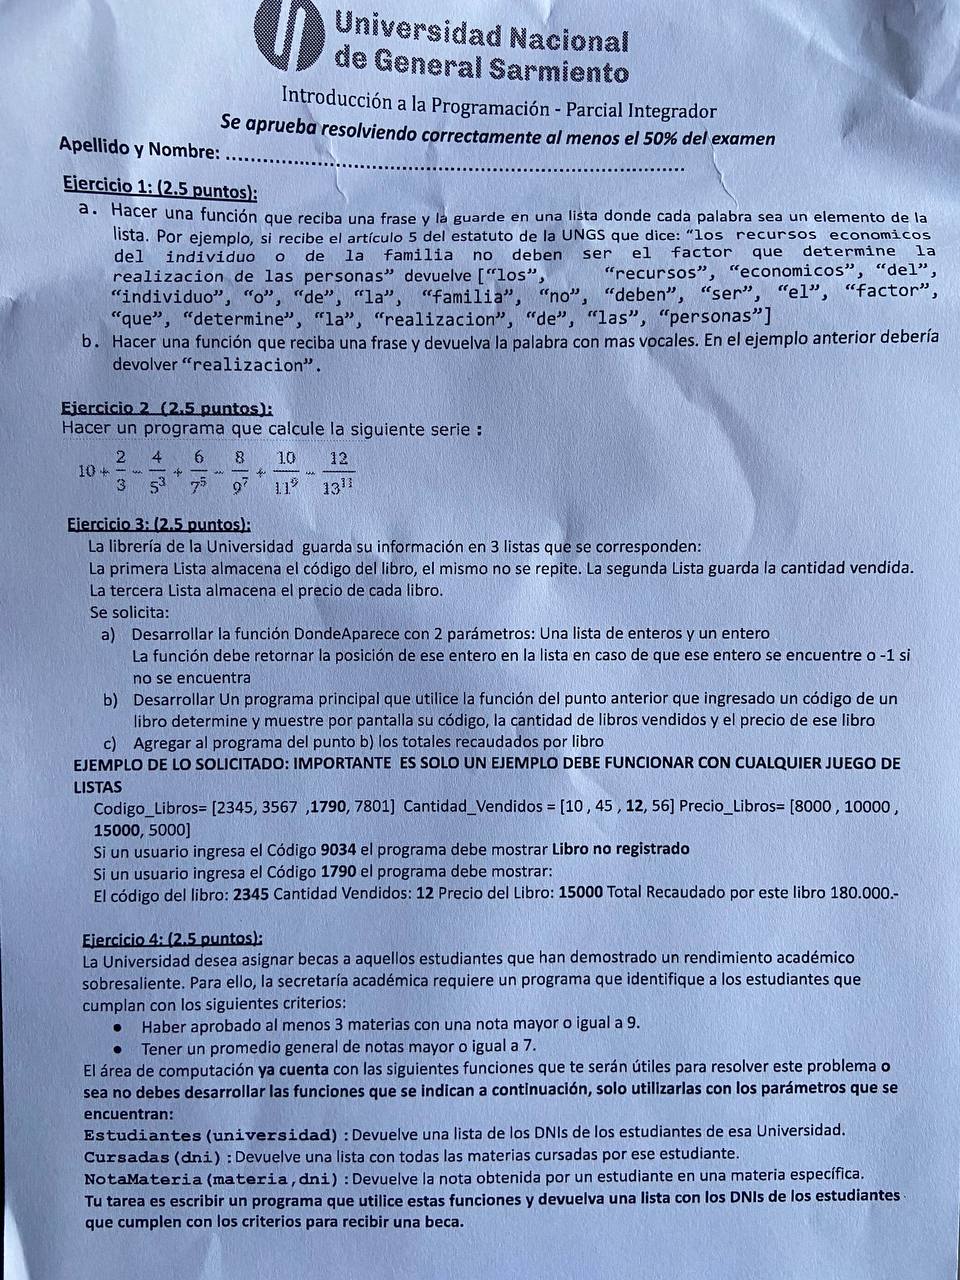 Universidad Nacional
de General Sarmiento
Introducción a la Programación - Parcial Integrador
Se aprueba resolviendo correctamente al menos el 50% del examen
Apellido y Nombre: ........................................................................
Ejercicio 1: (2.5 puntos):
a. Hacer una función que reciba una frase y la guarde en una lista donde cada palabra sea un elemento de la
lista. Por ejemplo, si recibe el artículo 5 del estatuto de la UNGS que dice: “los recursos economicos
del individuo o de la familia no deben ser el factor que determine la
realizacion de las personas” devuelve [“los”, “recursos”, “economicos”, “del”,
“individuo”, “o”, “de”, “la”, “familia”, “no”, “deben”, “ser”, “el”, “factor”,
“que”, “determine”, “la”, “realizacion”, “de”, “las”, “personas”]
b. Hacer una función que reciba una frase y devuelva la palabra con mas vocales. En el ejemplo anterior debería
devolver “realizacion”.
Ejercicio 2 (2.5 puntos):
Hacer un programa que calcule la siguiente serie :
10 + 2/3 - 4/5³ + 6/7⁵ - 8/9⁷ + 10/11⁹ - 12/13¹¹
Ejercicio 3: (2.5 puntos):
La librería de la Universidad guarda su información en 3 listas que se corresponden:
La primera Lista almacena el código del libro, el mismo no se repite. La segunda Lista guarda la cantidad vendida.
La tercera Lista almacena el precio de cada libro.
Se solicita:
a) Desarrollar la función DondeAparece con 2 parámetros: Una lista de enteros y un entero
La función debe retornar la posición de ese entero en la lista en caso de que ese entero se encuentre o -1 si
no se encuentra
b) Desarrollar Un programa principal que utilice la función del punto anterior que ingresado un código de un
libro determine y muestre por pantalla su código, la cantidad de libros vendidos y el precio de ese libro
c) Agregar al programa del punto b) los totales recaudados por libro
EJEMPLO DE LO SOLICITADO: IMPORTANTE ES SOLO UN EJEMPLO DEBE FUNCIONAR CON CUALQUIER JUEGO DE
LISTAS
Codigo_Libros= [2345, 3567 ,1790, 7801] Cantidad_Vendidos = [10 , 45 , 12, 56] Precio_Libros= [8000 , 10000 ,
15000, 5000]
Si un usuario ingresa el Código 9034 el programa debe mostrar Libro no registrado
Si un usuario ingresa el Código 1790 el programa debe mostrar:
El código del libro: 2345 Cantidad Vendidos: 12 Precio del Libro: 15000 Total Recaudado por este libro 180.000.-
Ejercicio 4: (2.5 puntos):
La Universidad desea asignar becas a aquellos estudiantes que han demostrado un rendimiento académico
sobresaliente. Para ello, la secretaría académica requiere un programa que identifique a los estudiantes que
cumplan con los siguientes criterios:
• Haber aprobado al menos 3 materias con una nota mayor o igual a 9.
• Tener un promedio general de notas mayor o igual a 7.
El área de computación ya cuenta con las siguientes funciones que te serán útiles para resolver este problema o
sea no debes desarrollar las funciones que se indican a continuación, solo utilizarlas con los parámetros que se
encuentran:
Estudiantes(universidad) : Devuelve una lista de los DNIs de los estudiantes de esa Universidad.
Cursadas(dni) : Devuelve una lista con todas las materias cursadas por ese estudiante.
NotaMateria(materia,dni) : Devuelve la nota obtenida por un estudiante en una materia específica.
Tu tarea es escribir un programa que utilice estas funciones y devuelva una lista con los DNIs de los estudiantes
que cumplen con los criterios para recibir una beca.